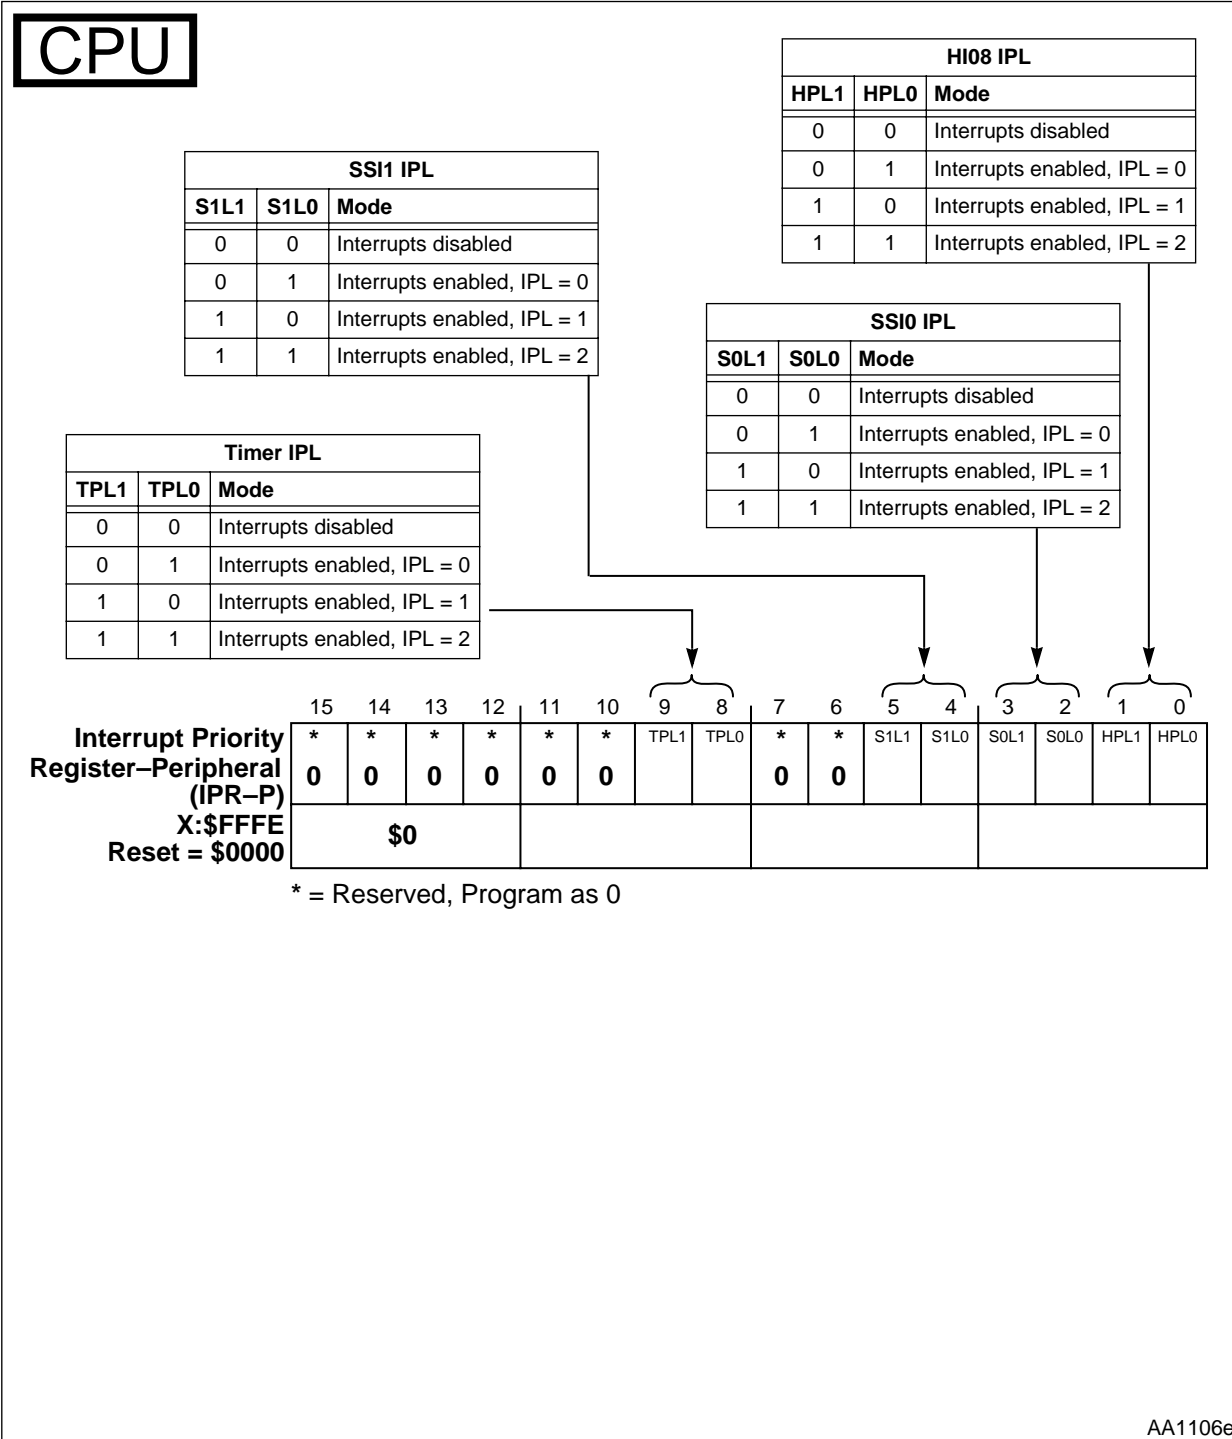 CPU
HI08 IPL
HPL1 HPL0 Mode
0 0 Interrupts disabled
0 1 Interrupts enabled, IPL = 0
1 0 Interrupts enabled, IPL = 1
1 1 Interrupts enabled, IPL = 2
SSI1 IPL
S1L1 S1L0 Mode
0 0 Interrupts disabled
0 1 Interrupts enabled, IPL = 0
1 0 Interrupts enabled, IPL = 1
1 1 Interrupts enabled, IPL = 2
SSI0 IPL
S0L1 S0L0 Mode
0 0 Interrupts disabled
0 1 Interrupts enabled, IPL = 0
1 0 Interrupts enabled, IPL = 1
1 1 Interrupts enabled, IPL = 2
Timer IPL
TPL1 TPL0 Mode
0 0 Interrupts disabled
0 1 Interrupts enabled, IPL = 0
1 0 Interrupts enabled, IPL = 1
1 1 Interrupts enabled, IPL = 2
15 14 13 12 11 10 9 8 7 6 5 4 3 2 1 0
Interrupt Priority * * * * * * TPL1 TPL0 * * S1L1 S1L0 S0L1 S0L0 HPL1 HPL0
Register–Peripheral 0 0 0 0 0 0 0 0
(IPR–P)
X:$FFFE $0
Reset = $0000
* = Reserved, Program as 0
AA1106e